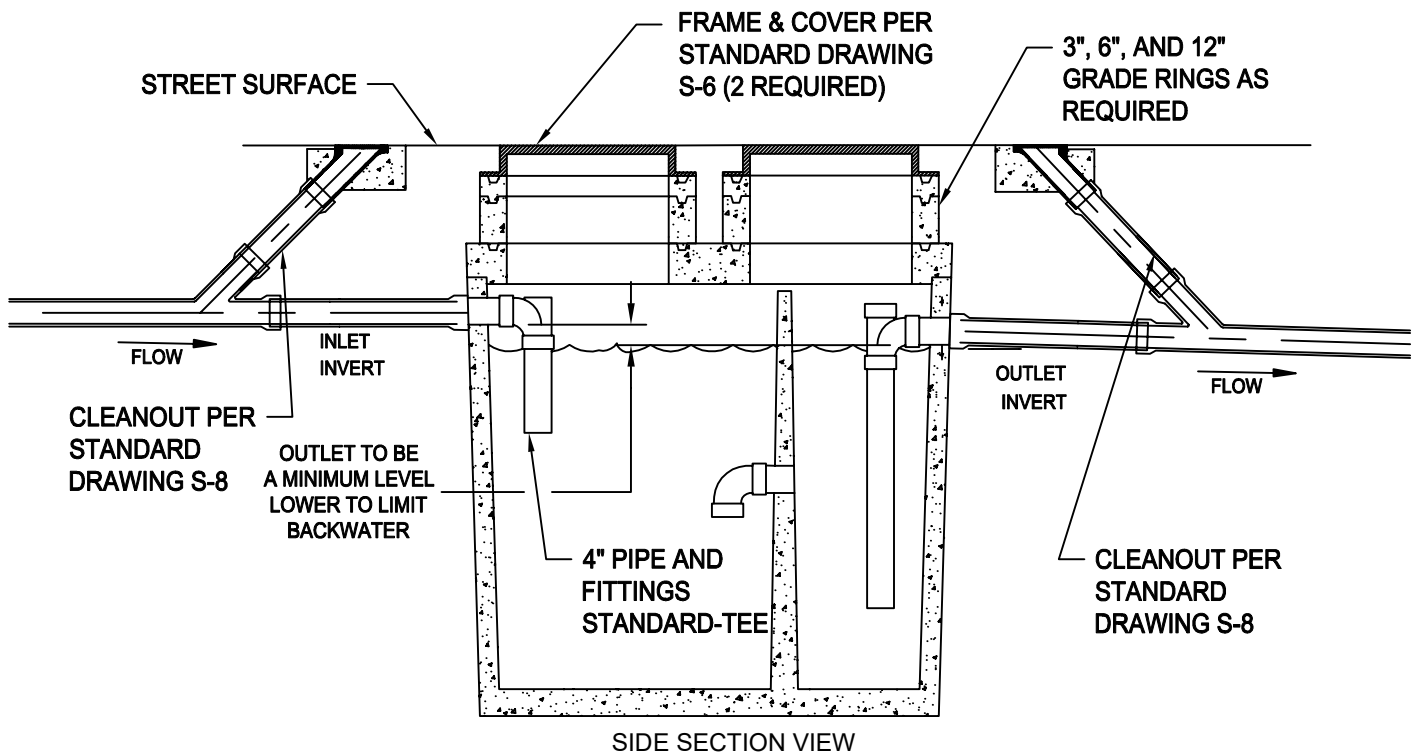 FRAME & COVER PER
STANDARD DRAWING
S-6 (2 REQUIRED)
3", 6", AND 12"
GRADE RINGS AS
REQUIRED
STREET SURFACE
FLOW
INLET
INVERT
OUTLET
INVERT
FLOW
CLEANOUT PER
STANDARD
DRAWING S-8
OUTLET TO BE
A MINIMUM LEVEL
LOWER TO LIMIT
BACKWATER
4" PIPE AND
FITTINGS
STANDARD-TEE
CLEANOUT PER
STANDARD
DRAWING S-8
SIDE SECTION VIEW